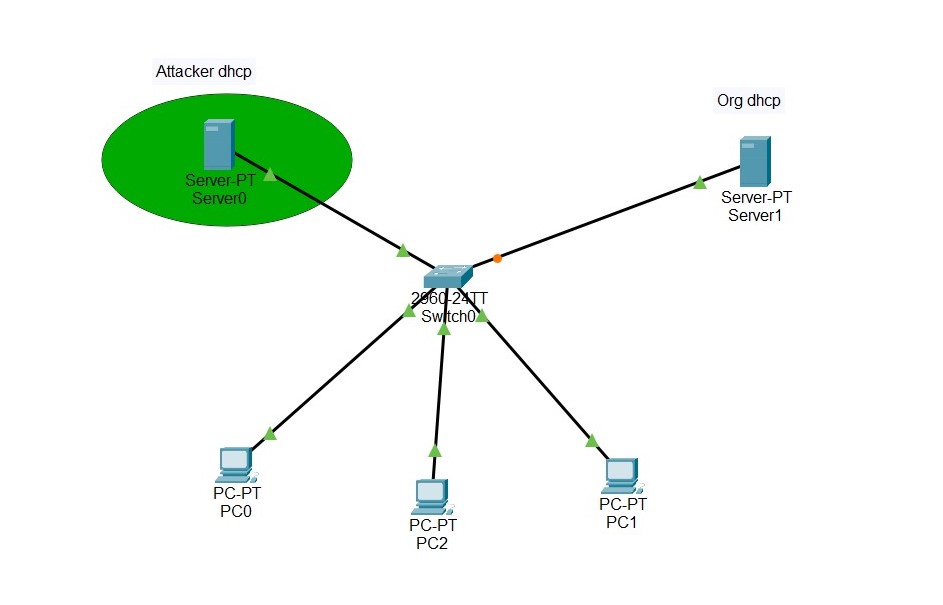 Attacker dhcp
Org dhcp
Server-PT
Server0
Server-PT
Server1
2960-24TT
Switch0
PC-PT
PC0
PC-PT
PC2
PC-PT
PC1